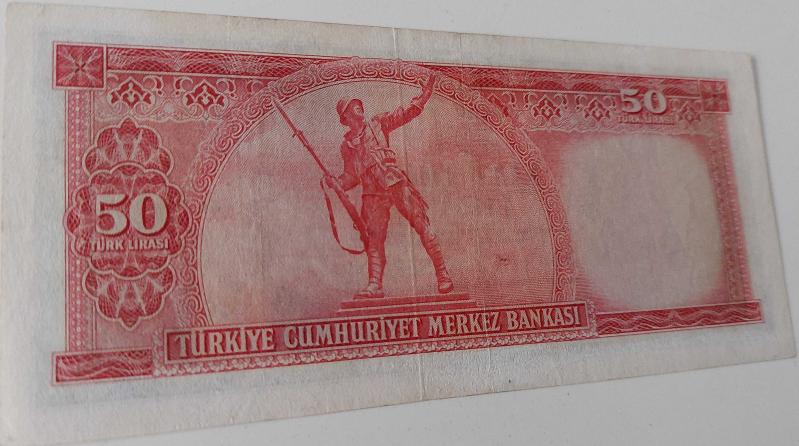 50
TÜRK LİRASI
50
TÜRK LİRASI
TÜRKİYE CUMHURİYET MERKEZ BANKASI